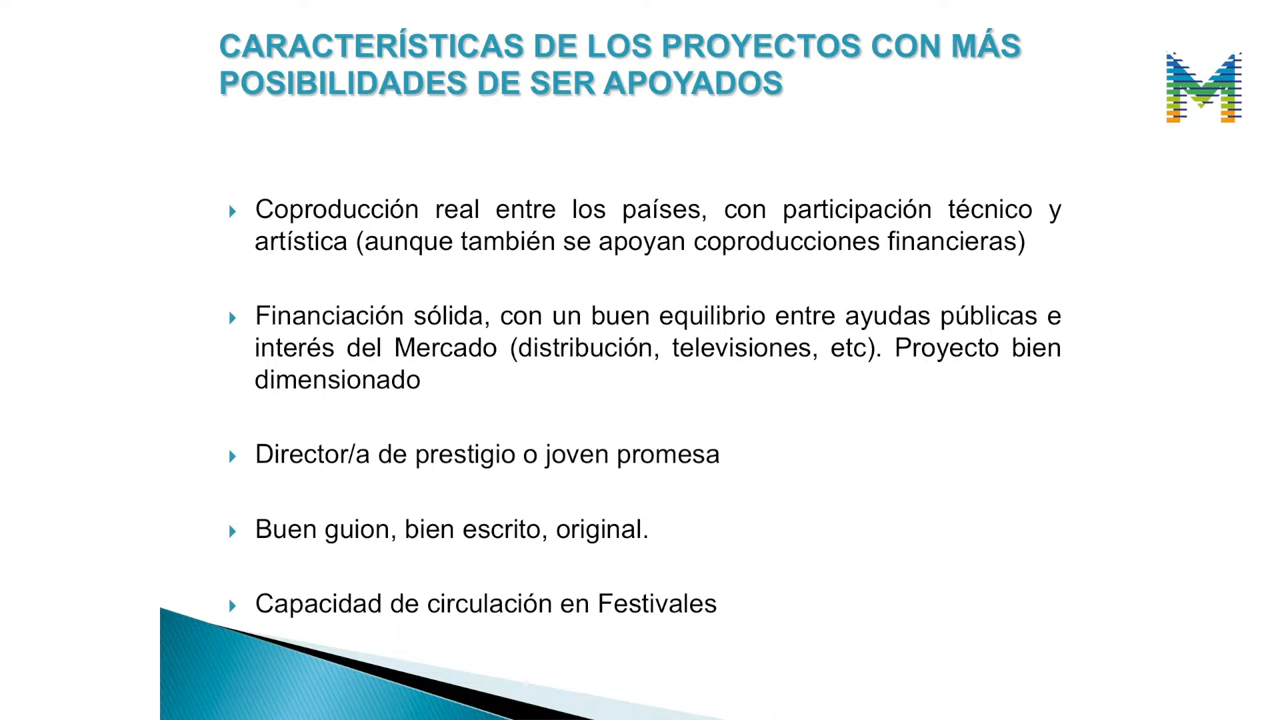 CARACTERÍSTICAS DE LOS PROYECTOS CON MÁS
POSIBILIDADES DE SER APOYADOS
Coproducción real entre los países, con participación técnico y
artística (aunque también se apoyan coproducciones financieras)
Financiación sólida, con un buen equilibrio entre ayudas públicas e
interés del Mercado (distribución, televisiones, etc). Proyecto bien
dimensionado
Director/a de prestigio o joven promesa
Buen guion, bien escrito, original.
Capacidad de circulación en Festivales